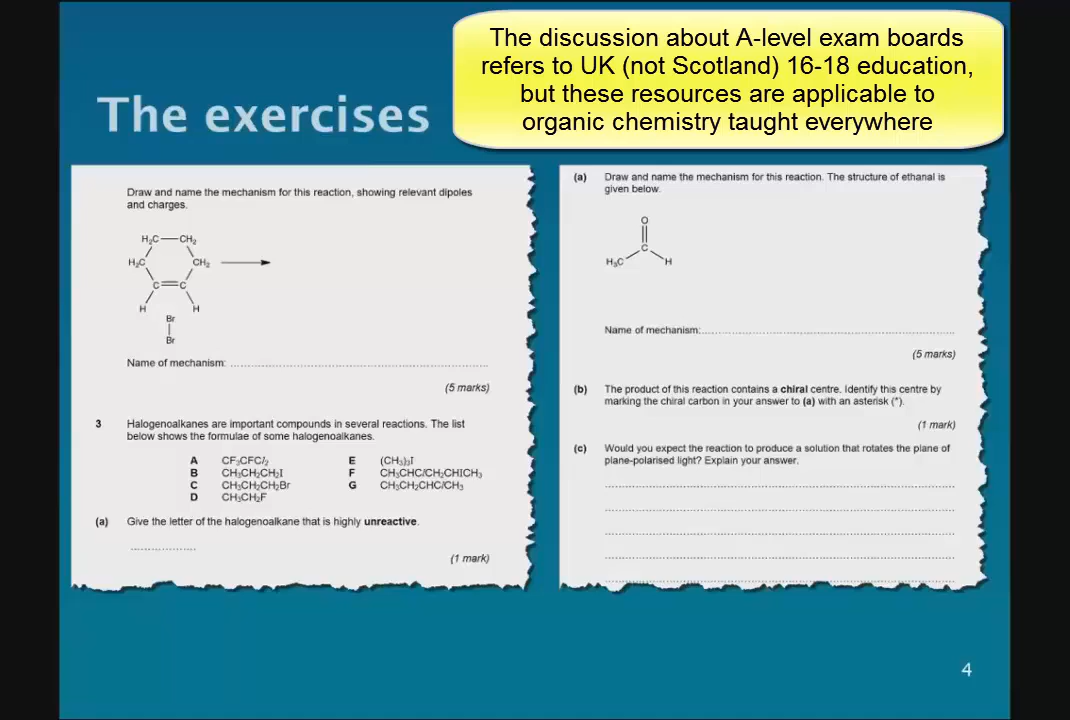 The discussion about A-level exam boards
refers to UK (not Scotland) 16-18 education,
but these resources are applicable to
organic chemistry taught everywhere
The exercises
Draw and name the mechanism for this reaction, showing relevant dipoles
and charges.
H₂C CH₂
H₂C CH₂
C C
H H
Br
Br
Name of mechanism: ........................................................................
(5 marks)
3 Halogenoalkanes are important compounds in several reactions. The list
below shows the formulae of some halogenoalkanes.
A CF₃CFCl₂ E (CH₃)₃I
B CH₃CH₂CH₂I F CH₃CHClCH₂CHICH₃
C CH₃CH₂CH₂Br G CH₃CH₂CHClCH₃
D CH₃CH₂F
(a) Give the letter of the halogenoalkane that is highly unreactive.
..................
(1 mark)
(a) Draw and name the mechanism for this reaction. The structure of ethanal is
given below.
O
C
H₃C H
Name of mechanism:......................................................................
(5 marks)
(b) The product of this reaction contains a chiral centre. Identify this centre by
marking the chiral carbon in your answer to (a) with an asterisk (*).
(1 mark)
(c) Would you expect the reaction to produce a solution that rotates the plane of
plane-polarised light? Explain your answer.
4